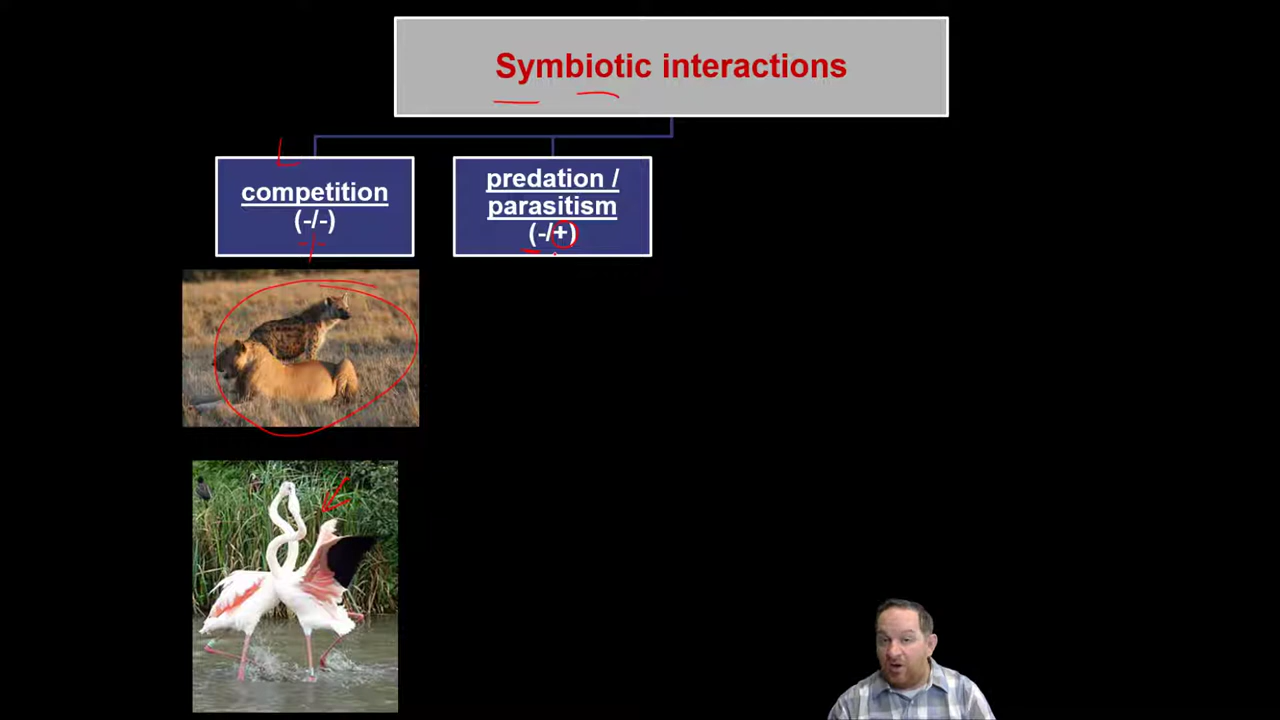 Symbiotic interactions
competition
(-/-)
predation /
parasitism
(-/+)